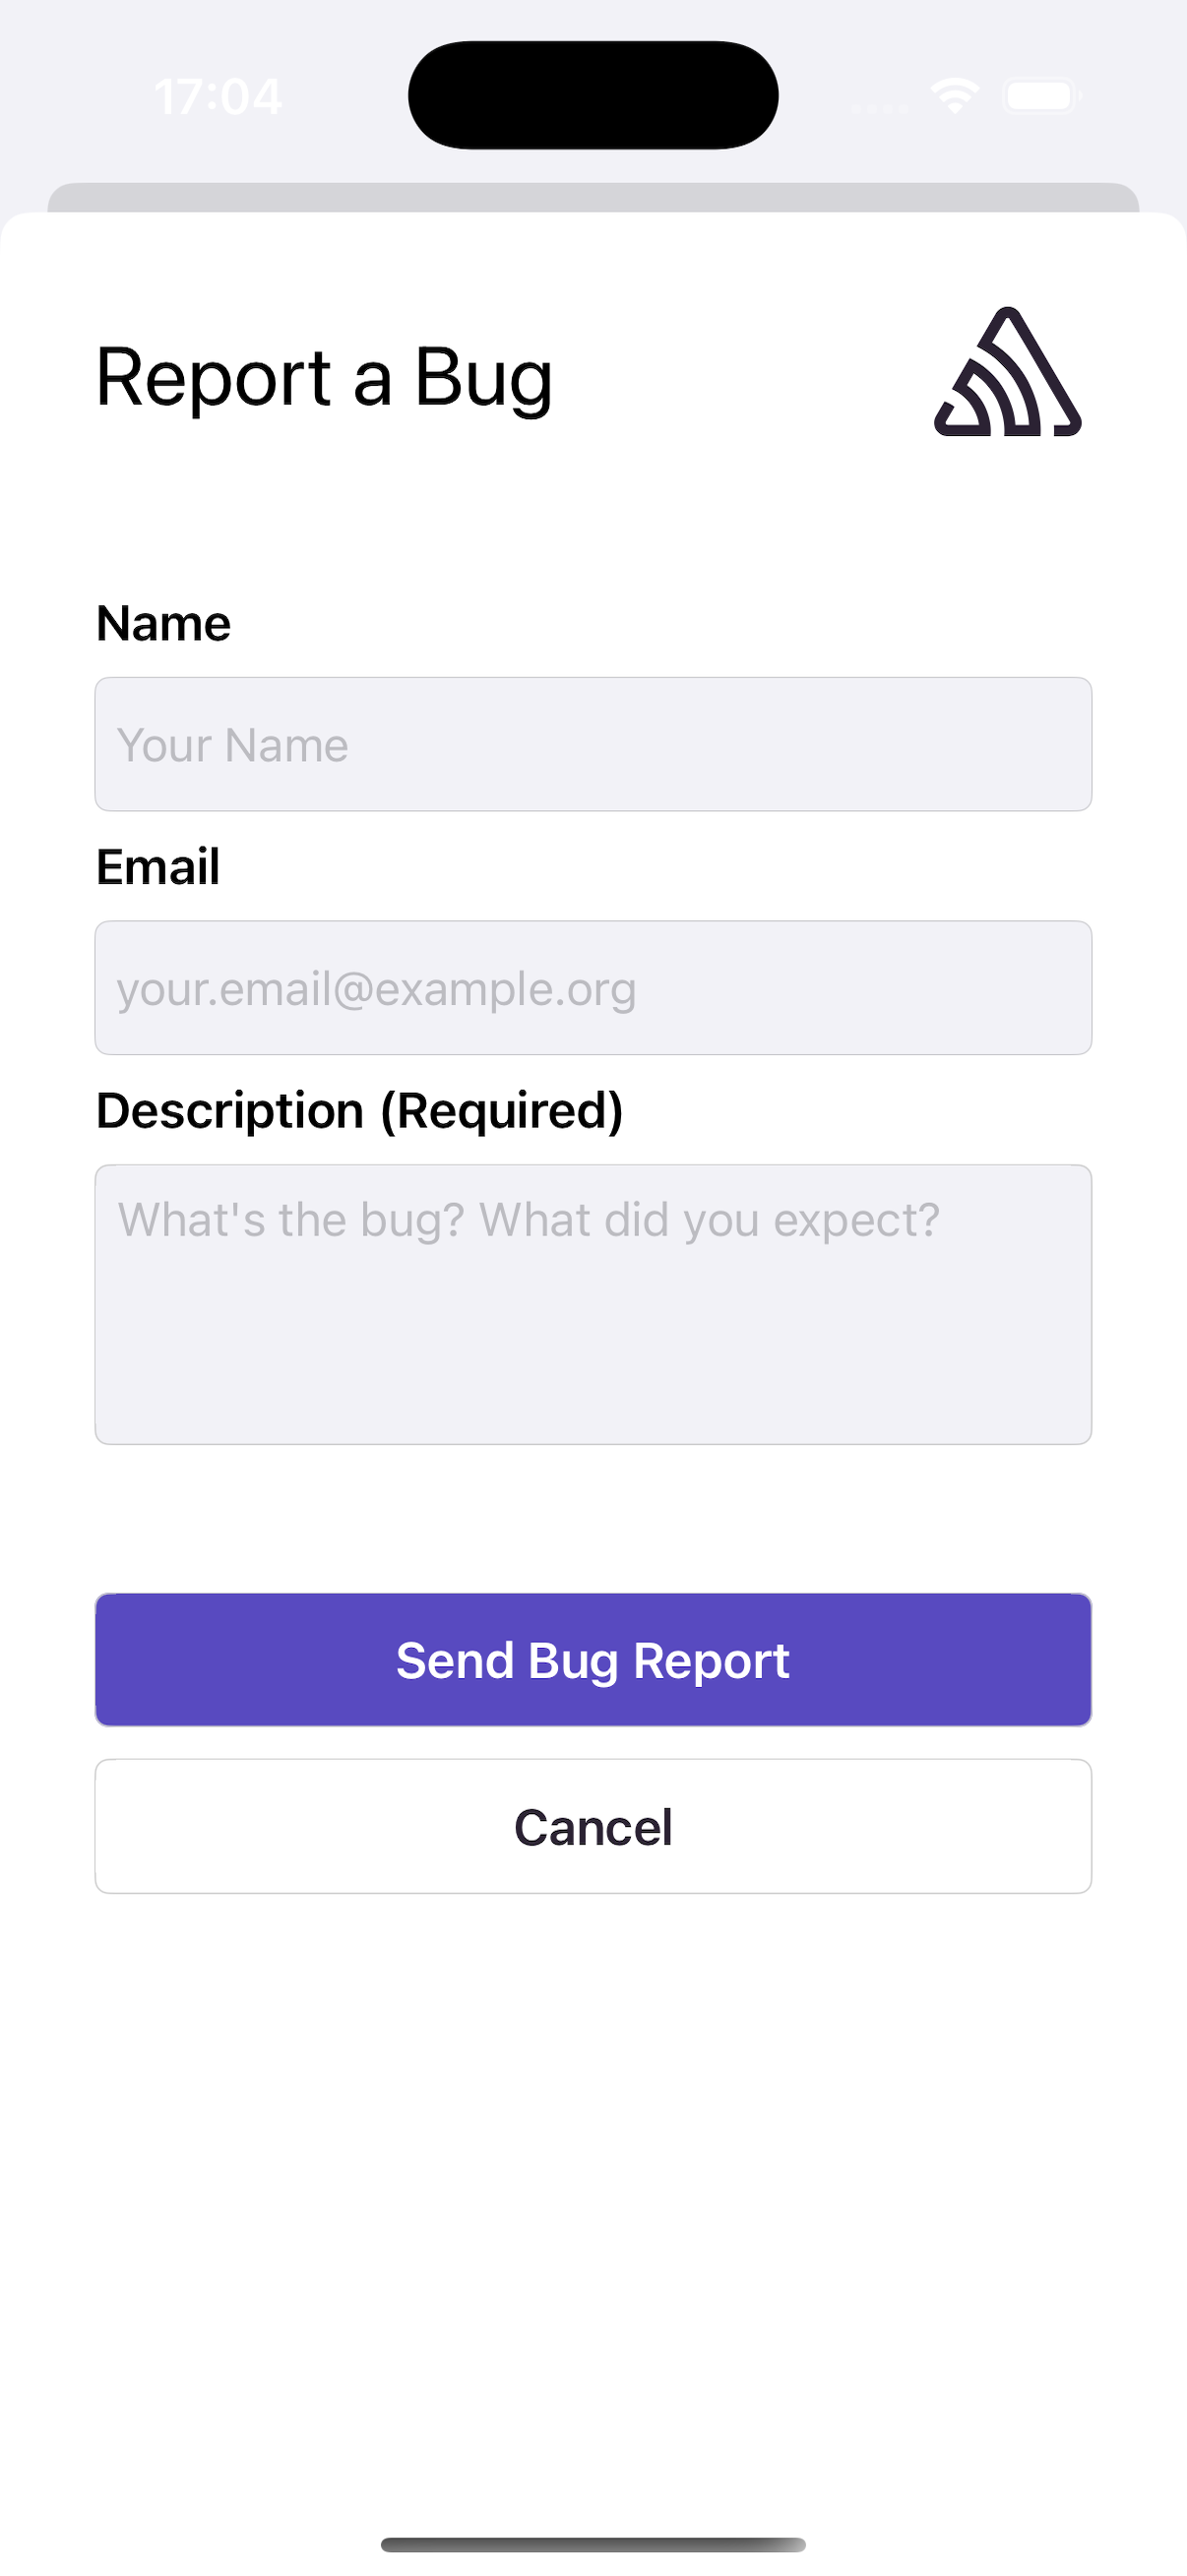 17:04
Report a Bug
Name
Your Name
Email
your.email@example.org
Description (Required)
What's the bug? What did you expect?
Send Bug Report
Cancel